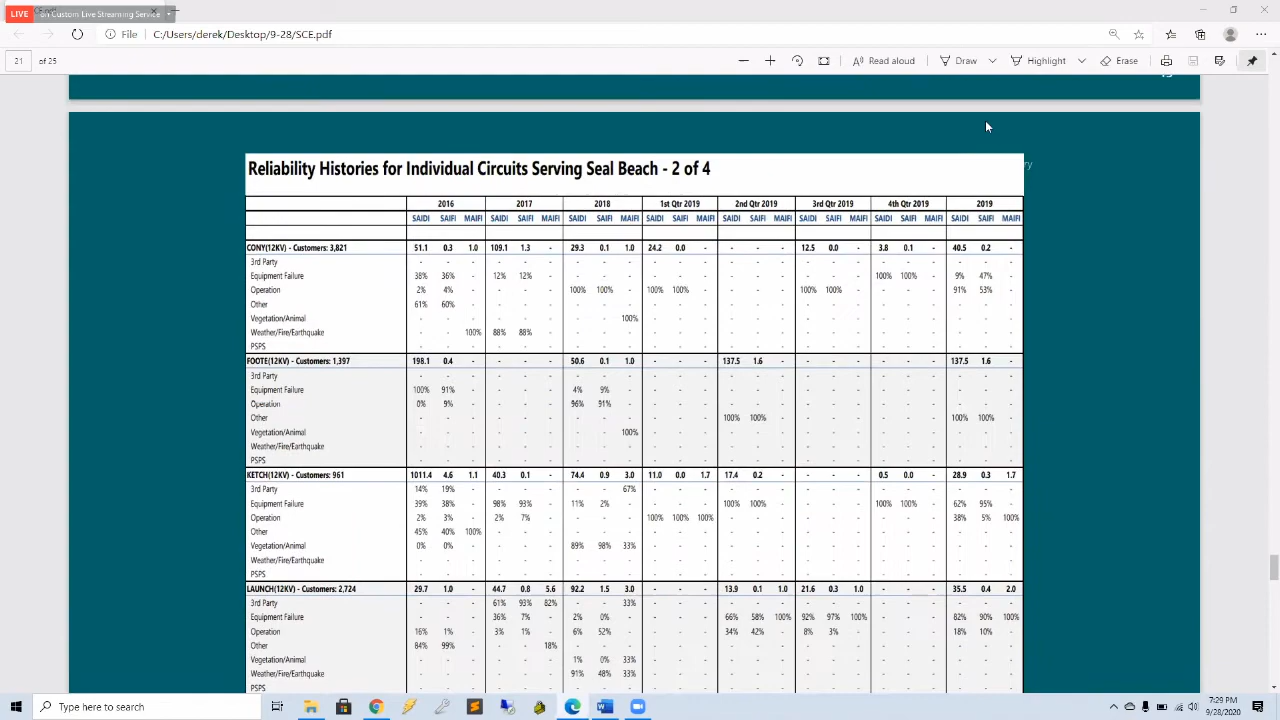 LIVE on Custom Live Streaming Service
File C:/Users/derek/Desktop/9-28/SCE.pdf
21 of 25 Read aloud Draw Highlight Erase
Reliability Histories for Individual Circuits Serving Seal Beach - 2 of 4
ry
2016 2017 2018 1st Qtr 2019 2nd Qtr 2019 3rd Qtr 2019 4th Qtr 2019 2019
SAIDI SAIFI MAIFI SAIDI SAIFI MAIFI SAIDI SAIFI MAIFI SAIDI SAIFI MAIFI SAIDI SAIFI MAIFI SAIDI SAIFI MAIFI SAIDI SAIFI MAIFI SAIDI SAIFI MAIFI
CONY(12KV) - Customers: 3,821 51.1 0.3 1.0 109.1 1.3 - 29.3 0.1 1.0 24.2 0.0 - - - - 12.5 0.0 - 3.8 0.1 - 40.5 0.2 -
3rd Party - - - - - - - - - - - - - - - - - - - - - - - -
Equipment Failure 38% 36% - 12% 12% - - - - - - - - - - - - - 100% 100% - 9% 47% -
Operation 2% 4% - - - - 100% 100% - 100% 100% - - - - 100% 100% - - - - 91% 53% -
Other 61% 60% - - - - - - - - - - - - - - - - - - - - - -
Vegetation/Animal - - - - - - - - 100% - - - - - - - - - - - - - - -
Weather/Fire/Earthquake - - 100% 88% 88% - - - - - - - - - - - - - - - - - - -
PSPS - - - - - - - - - - - - - - - - - - - - - - - -
FOOTE(12KV) - Customers: 1,397 198.1 0.4 - - - - 50.6 0.1 1.0 - - - 137.5 1.6 - - - - - - - 137.5 1.6 -
3rd Party - - - - - - - - - - - - - - - - - - - - - - - -
Equipment Failure 100% 91% - - - - 4% 9% - - - - - - - - - - - - - - - -
Operation 0% 9% - - - - 96% 91% - - - - - - - - - - - - - - - -
Other - - - - - - - - - - - - 100% 100% - - - - - - - 100% 100% -
Vegetation/Animal - - - - - - - - 100% - - - - - - - - - - - - - - -
Weather/Fire/Earthquake - - - - - - - - - - - - - - - - - - - - - - - -
PSPS - - - - - - - - - - - - - - - - - - - - - - - -
KETCH(12KV) - Customers: 961 1011.4 4.6 1.1 40.3 0.1 - 74.4 0.9 3.0 11.0 0.0 1.7 17.4 0.2 - - - - 0.5 0.0 - 28.9 0.3 1.7
3rd Party 14% 19% - - - - - - 67% - - - - - - - - - - - - - - -
Equipment Failure 39% 38% - 98% 93% - 11% 2% - - - - 100% 100% - - - - 100% 100% - 62% 95% -
Operation 2% 3% - 2% 7% - - - - 100% 100% 100% - - - - - - - - - 38% 5% 100%
Other 45% 40% 100% - - - - - - - - - - - - - - - - - - - - -
Vegetation/Animal 0% 0% - - - - 89% 98% 33% - - - - - - - - - - - - - - -
Weather/Fire/Earthquake - - - - - - - - - - - - - - - - - - - - - - - -
PSPS - - - - - - - - - - - - - - - - - - - - - - - -
LAUNCH(12KV) - Customers: 2,724 29.7 1.0 - 44.7 0.8 5.6 92.2 1.5 3.0 - - - 13.9 0.1 1.0 21.6 0.3 1.0 - - - 35.5 0.4 2.0
3rd Party - - - 61% 93% 82% - - 33% - - - - - - - - - - - - - - -
Equipment Failure - - - 36% 7% - 2% 0% - - - - 66% 58% 100% 92% 97% 100% - - - 82% 90% 100%
Operation 16% 1% - 3% 1% - 6% 52% - - - - 34% 42% - 8% 3% - - - - 18% 10% -
Other 84% 99% - - - 18% - - - - - - - - - - - - - - - - - -
Vegetation/Animal - - - - - - 1% 0% 33% - - - - - - - - - - - - - - -
Weather/Fire/Earthquake - - - - - - 91% 48% 33% - - - - - - - - - - - - - - -
PSPS - - - - - - - - - - - - - - - - - - - - - - - -
Type here to search
7:29 PM
9/28/2020